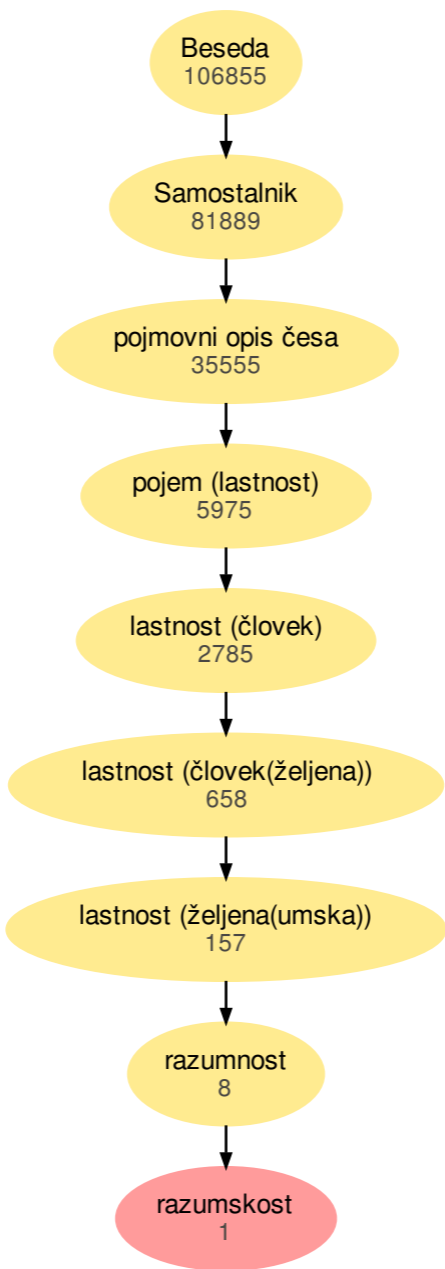 Beseda
106855
Samostalnik
81889
pojmovni opis česa
35555
pojem (lastnost)
5975
lastnost (človek)
2785
lastnost (človek(željena))
658
lastnost (željena(umska))
157
razumnost
8
razumskost
1